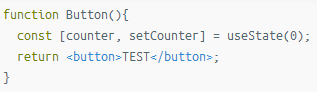 function Button(){
  const [counter, setCounter] = useState(0);
  return <button>TEST</button>;
}